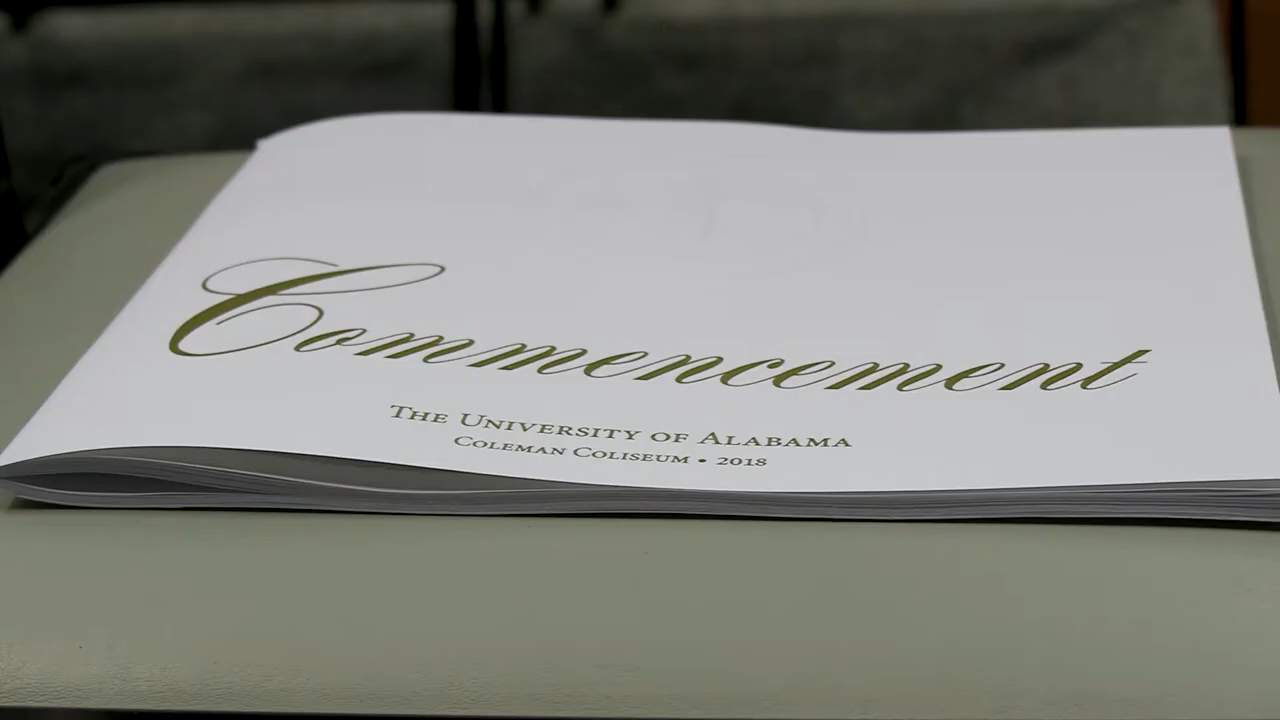 Commencement
The University of Alabama
Coleman Coliseum • 2018